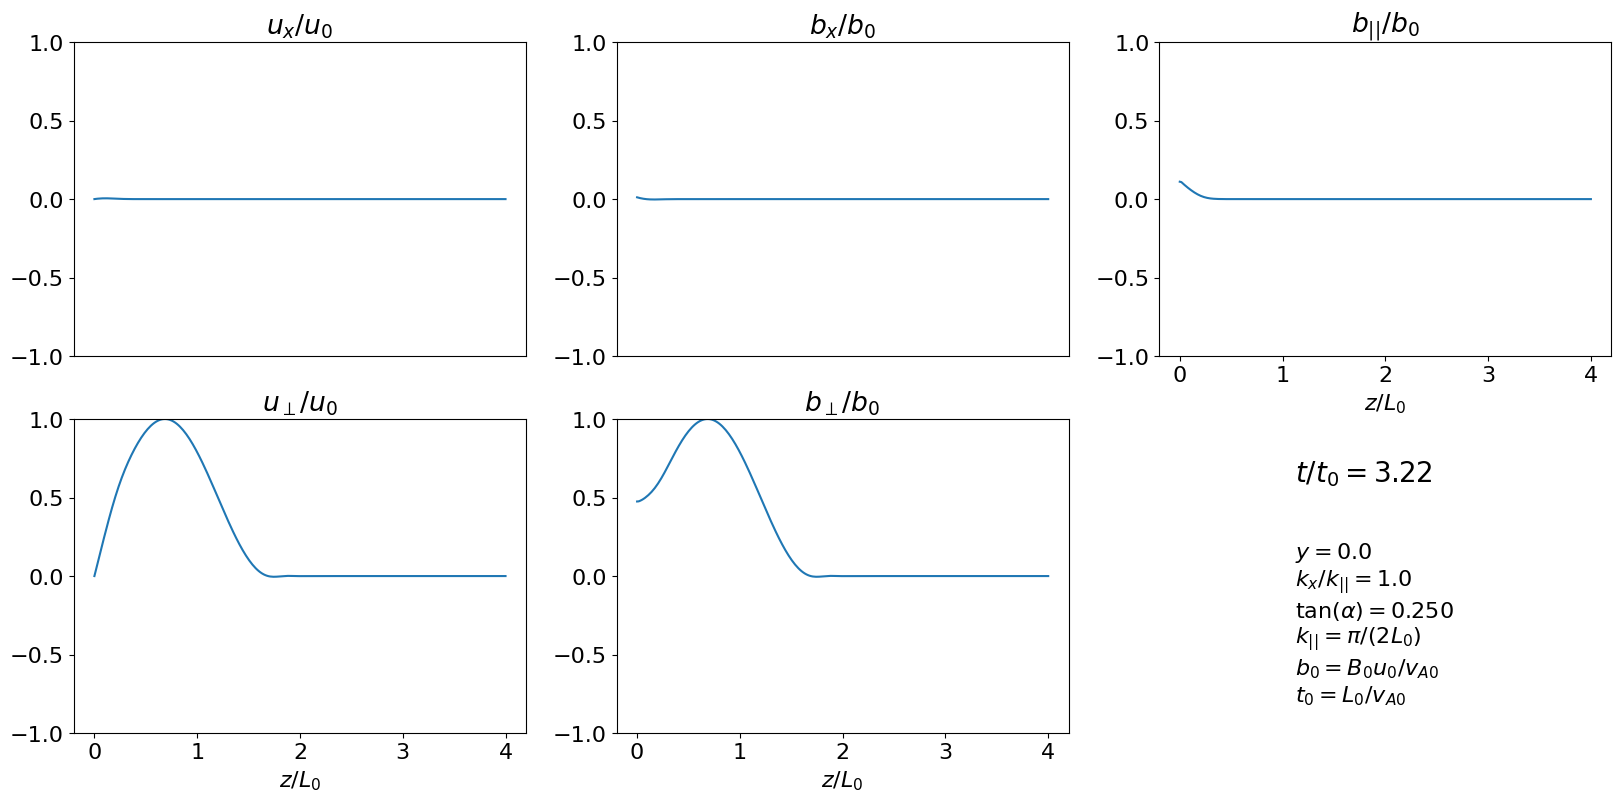 u_x/u_0
1.0
0.5
0.0
−0.5
−1.0
b_x/b_0
1.0
0.5
0.0
−0.5
−1.0
b_{||}/b_0
1.0
0.5
0.0
−0.5
−1.0
0 1 2 3 4
z/L_0
u_⊥/u_0
1.0
0.5
0.0
−0.5
−1.0
0 1 2 3 4
z/L_0
b_⊥/b_0
1.0
0.5
0.0
−0.5
−1.0
0 1 2 3 4
z/L_0
t/t_0 = 3.22
y = 0.0
k_x/k_{||} = 1.0
tan(α) = 0.250
k_{||} = π/(2L_0)
b_0 = B_0u_0/v_{A0}
t_0 = L_0/v_{A0}